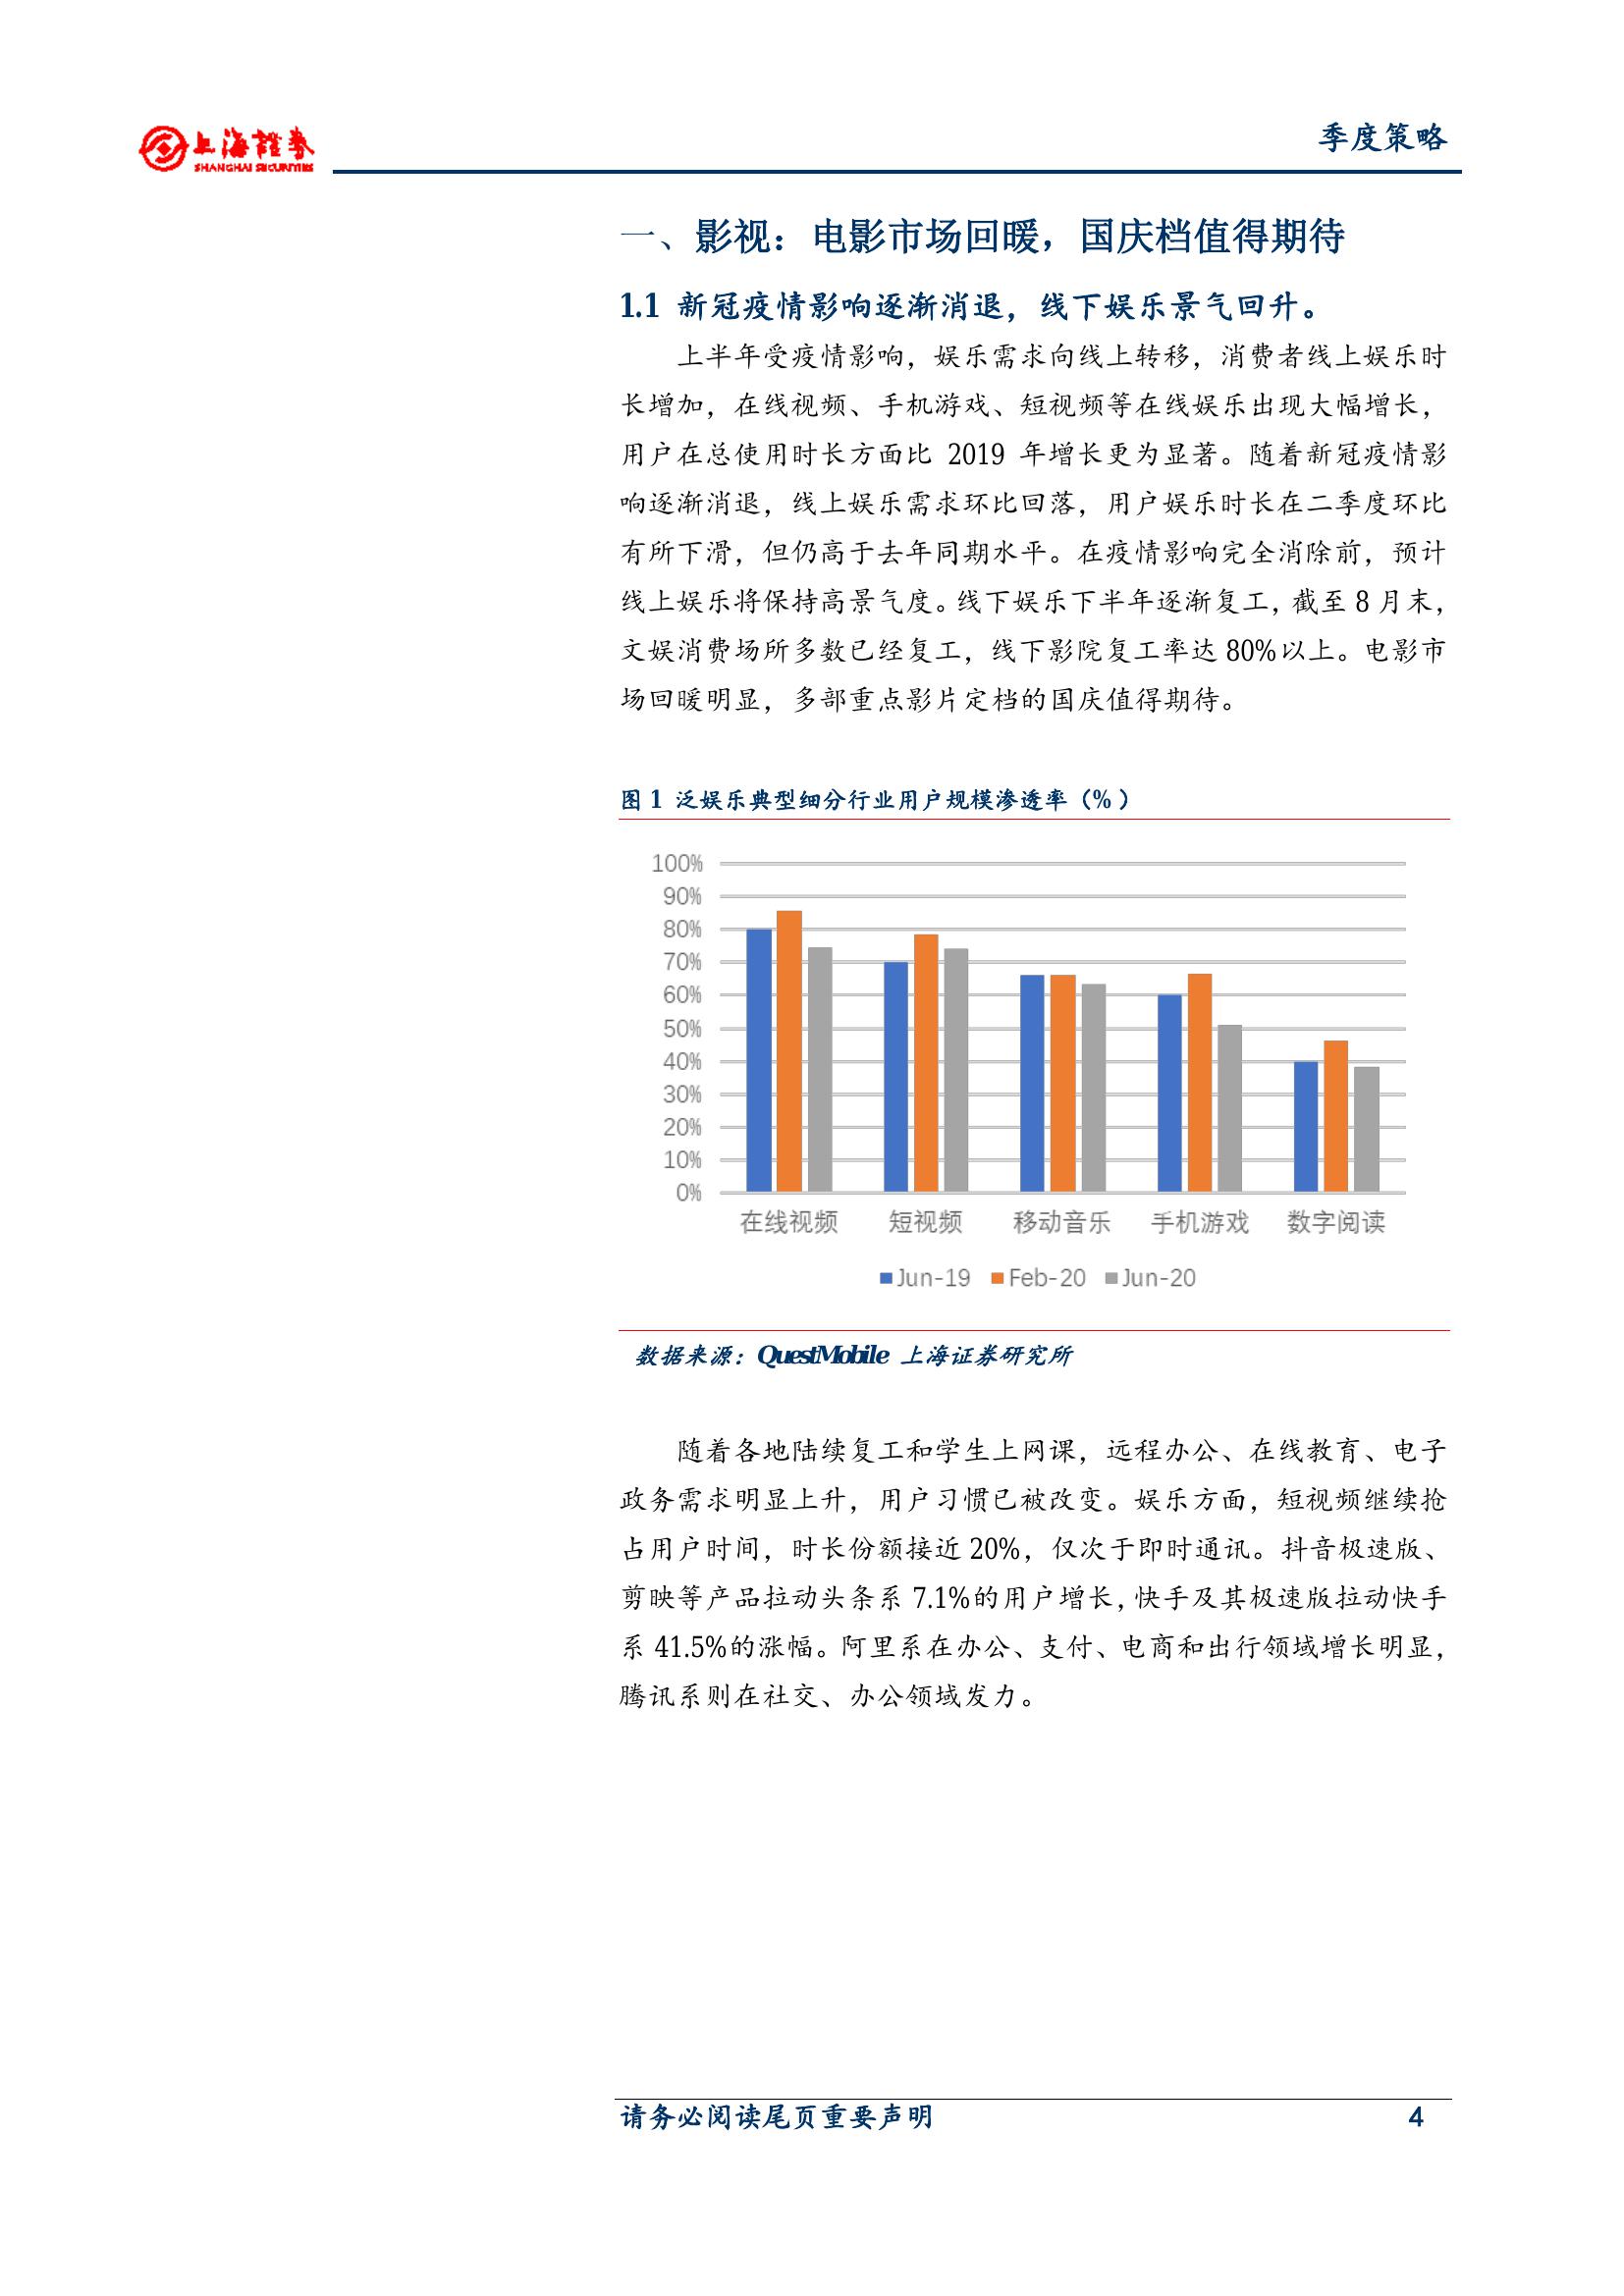 上海證券
SHANGHAI SECURITIES
季度策略
一、影视：电影市场回暖，国庆档值得期待
1.1 新冠疫情影响逐渐消退，线下娱乐景气回升。
上半年受疫情影响，娱乐需求向线上转移，消费者线上娱乐时
长增加，在线视频、手机游戏、短视频等在线娱乐出现大幅增长，
用户在总使用时长方面比 2019 年增长更为显著。随着新冠疫情影
响逐渐消退，线上娱乐需求环比回落，用户娱乐时长在二季度环比
有所下滑，但仍高于去年同期水平。在疫情影响完全消除前，预计
线上娱乐将保持高景气度。线下娱乐下半年逐渐复工，截至 8 月末，
文娱消费场所多数已经复工，线下影院复工率达 80%以上。电影市
场回暖明显，多部重点影片定档的国庆值得期待。
图 1 泛娱乐典型细分行业用户规模渗透率（%）
100%
90%
80%
70%
60%
50%
40%
30%
20%
10%
0%
在线视频 短视频 移动音乐 手机游戏 数字阅读
Jun-19 Feb-20 Jun-20
数据来源：QuestMobile 上海证券研究所
随着各地陆续复工和学生上网课，远程办公、在线教育、电子
政务需求明显上升，用户习惯已被改变。娱乐方面，短视频继续抢
占用户时间，时长份额接近 20%，仅次于即时通讯。抖音极速版、
剪映等产品拉动头条系 7.1%的用户增长，快手及其极速版拉动快手
系 41.5%的涨幅。阿里系在办公、支付、电商和出行领域增长明显，
腾讯系则在社交、办公领域发力。
请务必阅读尾页重要声明 4